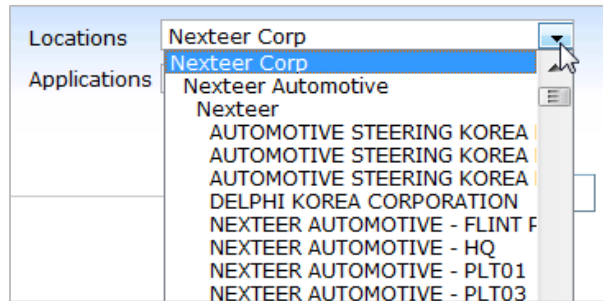 Locations Nexteer Corp
Nexteer Corp
Applications
Nexteer Automotive
Nexteer
AUTOMOTIVE STEERING KOREA
AUTOMOTIVE STEERING KOREA
AUTOMOTIVE STEERING KOREA
DELPHI KOREA CORPORATION
NEXTEER AUTOMOTIVE - FLINT
NEXTEER AUTOMOTIVE - HQ
NEXTEER AUTOMOTIVE - PLT01
NEXTEER AUTOMOTIVE - PLT03